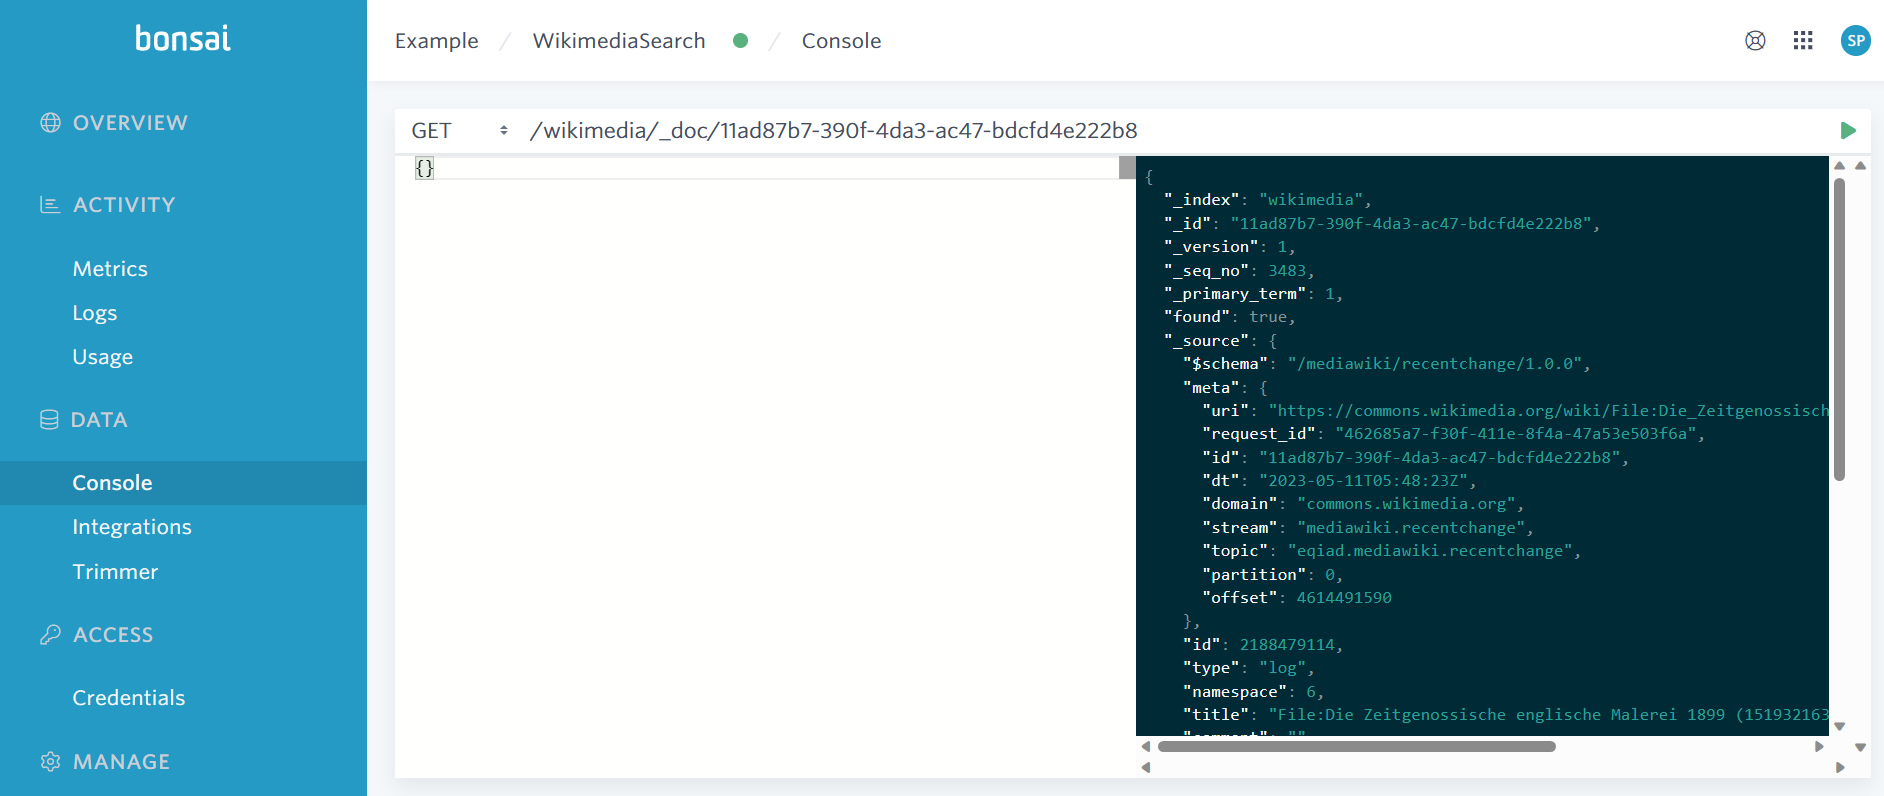 bonsai
Example / WikimediaSearch / Console
SP
OVERVIEW
ACTIVITY
Metrics
Logs
Usage
DATA
Console
Integrations
Trimmer
ACCESS
Credentials
MANAGE
GET /wikimedia/_doc/11ad87b7-390f-4da3-ac47-bdcfd4e222b8
{}
{
"_index": "wikimedia",
"_id": "11ad87b7-390f-4da3-ac47-bdcfd4e222b8",
"_version": 1,
"_seq_no": 3483,
"_primary_term": 1,
"found": true,
"_source": {
"$schema": "/mediawiki/recentchange/1.0.0",
"meta": {
"uri": "https://commons.wikimedia.org/wiki/File:Die_Zeitgenossisch
"request_id": "462685a7-f30f-411e-8f4a-47a53e503f6a",
"id": "11ad87b7-390f-4da3-ac47-bdcfd4e222b8",
"dt": "2023-05-11T05:48:23Z",
"domain": "commons.wikimedia.org",
"stream": "mediawiki.recentchange",
"topic": "eqiad.mediawiki.recentchange",
"partition": 0,
"offset": 4614491590
},
"id": 2188479114,
"type": "log",
"namespace": 6,
"title": "File:Die Zeitgenossische englische Malerei 1899 (151932163
"comment": ""